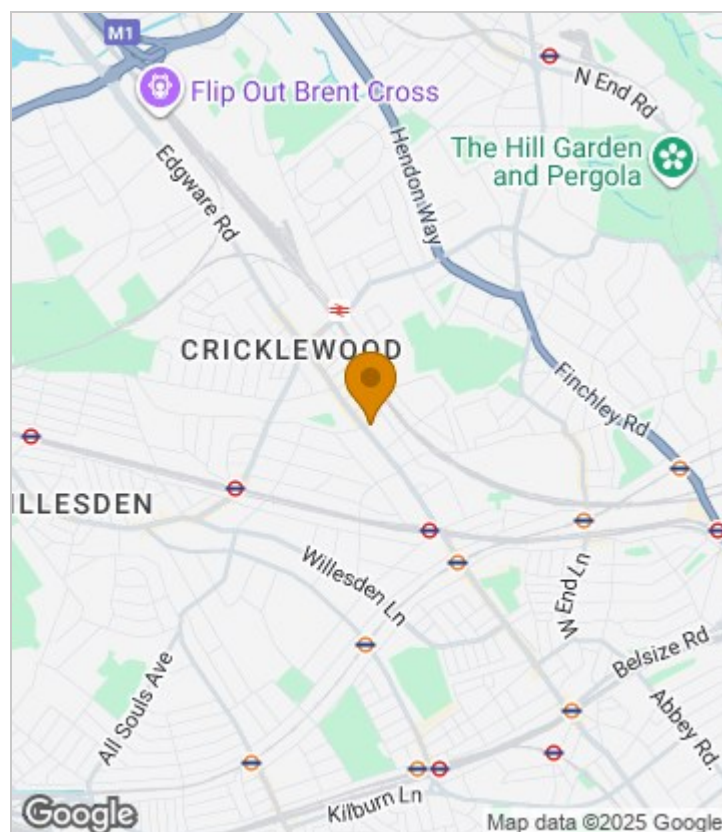 M1
Flip Out Brent Cross
N End Rd
The Hill Garden
and Pergola
Hendon Way
Edgware Rd
CRICKLEWOOD
Finchley Rd
ILLESDEN
Willesden Ln
W End Ln
Belsize Rd
All Souls Ave
Abbey Rd.
Kilburn Ln
Google
Map data ©2025 Google